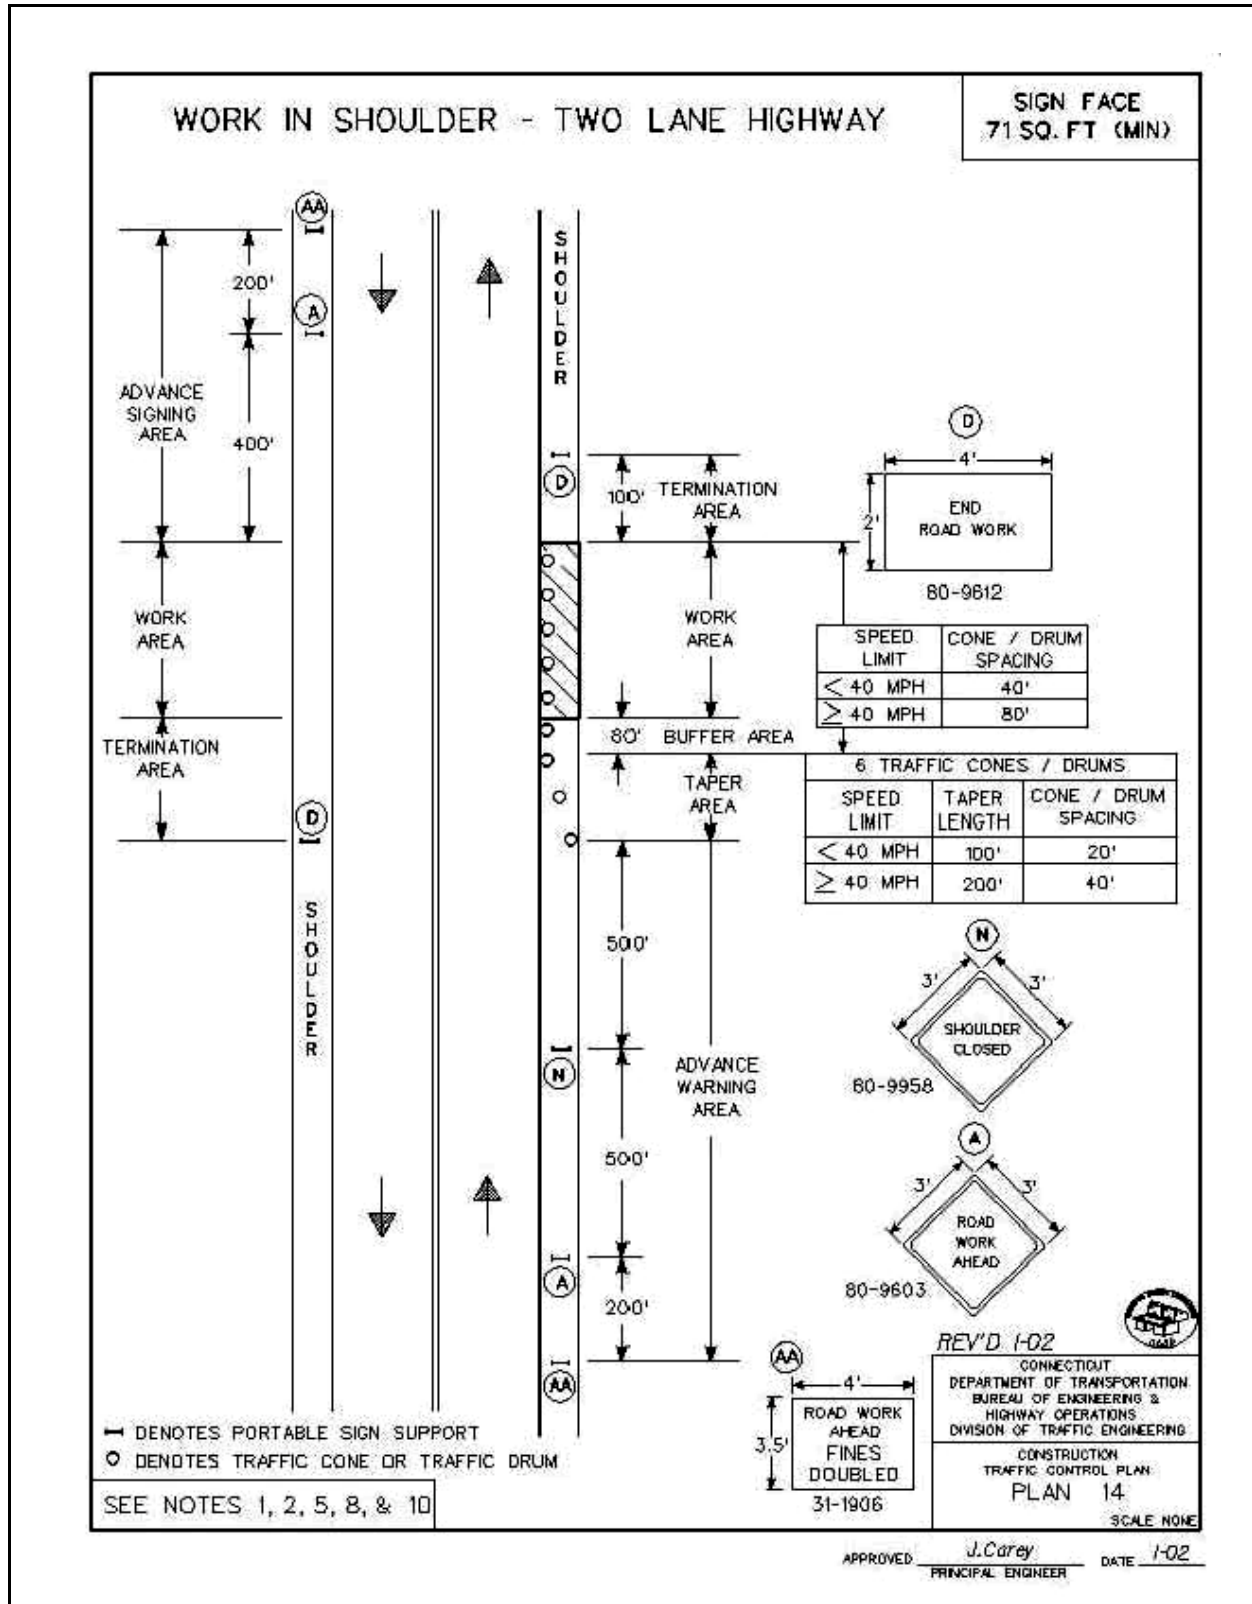 WORK IN SHOULDER - TWO LANE HIGHWAY
SIGN FACE
71 SQ. FT (MIN)
AA
200'
A
ADVANCE
SIGNING
AREA
400'
WORK
AREA
TERMINATION
AREA
D
SHOULDER
SHOULDER
D
100'
TERMINATION
AREA
WORK
AREA
80'
BUFFER AREA
TAPER
AREA
500'
N
ADVANCE
WARNING
AREA
500'
A
200'
AA
D
4'
2'
END
ROAD WORK
80-9612
SPEED LIMIT CONE / DRUM SPACING
< 40 MPH 40'
≥ 40 MPH 80'
6 TRAFFIC CONES / DRUMS
SPEED LIMIT TAPER LENGTH CONE / DRUM SPACING
< 40 MPH 100' 20'
≥ 40 MPH 200' 40'
N
3' 3'
SHOULDER
CLOSED
80-9958
A
3' 3'
ROAD
WORK
AHEAD
80-9603
AA
4'
3.5'
ROAD WORK
AHEAD
FINES
DOUBLED
31-1906
DENOTES PORTABLE SIGN SUPPORT
DENOTES TRAFFIC CONE OR TRAFFIC DRUM
SEE NOTES 1, 2, 5, 8, & 10
REV'D 1-02
CONNECTICUT
DEPARTMENT OF TRANSPORTATION
BUREAU OF ENGINEERING &
HIGHWAY OPERATIONS
DIVISION OF TRAFFIC ENGINEERING
CONSTRUCTION
TRAFFIC CONTROL PLAN
PLAN 14
SCALE NONE
APPROVED J.Carey DATE 1-02
PRINCIPAL ENGINEER